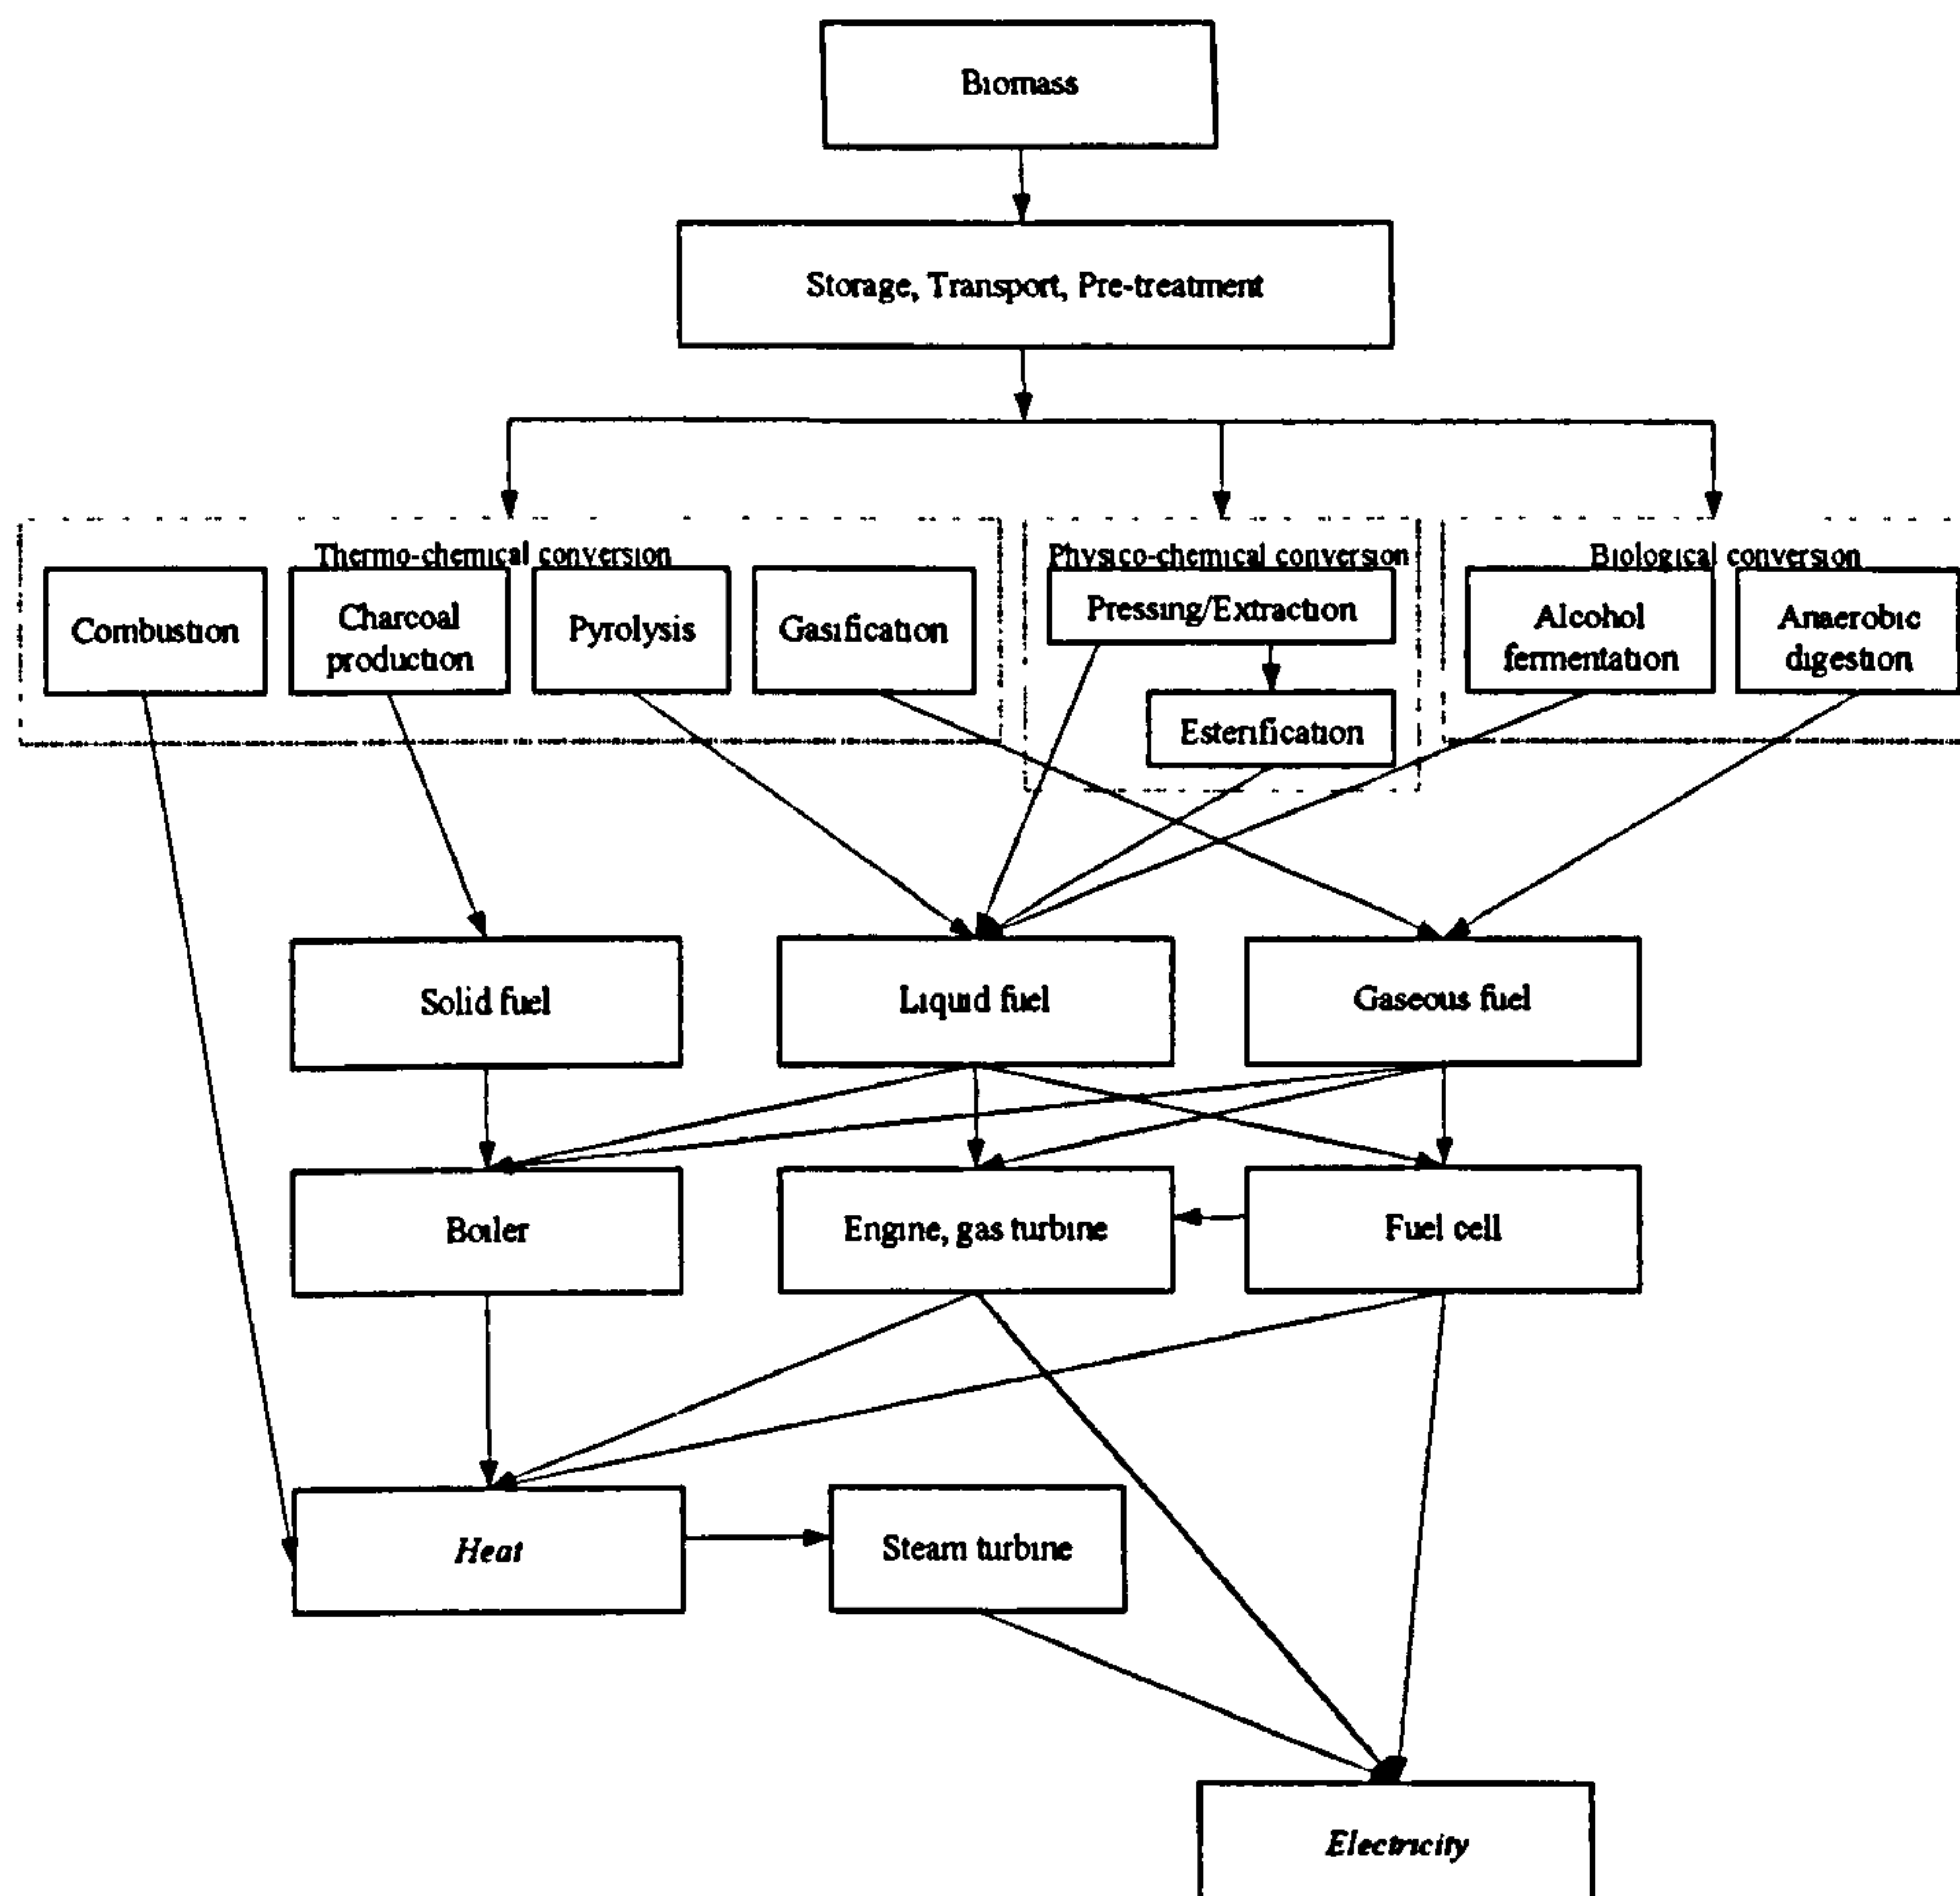 Biomass
Storage, Transport, Pre-treatment
Thermo-chemical conversion
Combustion
Charcoal
production
Pyrolysis
Gasification
Physico-chemical conversion
Pressing/Extraction
Esterification
Biological conversion
Alcohol
fermentation
Anaerobic
digestion
Solid fuel
Liquid fuel
Gaseous fuel
Boiler
Engine, gas turbine
Fuel cell
Heat
Steam turbine
Electricity